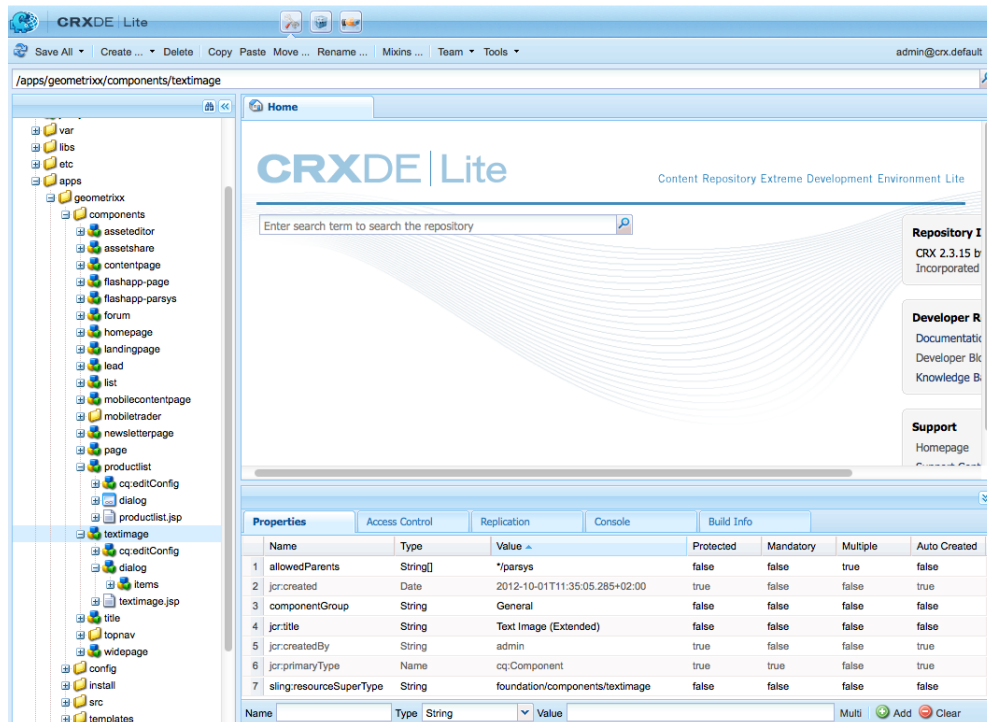 CRXDE | Lite
Save All Create ... Delete Copy Paste Move ... Rename ... Mixins ... Team Tools admin@crx.default
/apps/geometrixx/components/textimage
Home
var
libs
etc
apps
geometrixx
components
asseteditor
assetshare
contentpage
flashapp-page
flashapp-parsys
forum
homepage
landingpage
lead
list
mobilecontentpage
mobiletrader
newsletterpage
page
productlist
cq:editConfig
dialog
productlist.jsp
textimage
cq:editConfig
dialog
items
textimage.jsp
title
topnav
widepage
config
install
src
templates
CRXDE | Lite
Content Repository Extreme Development Environment Lite
Enter search term to search the repository
Repository I
CRX 2.3.15 b
Incorporated
Developer R
Documentatic
Developer Blc
Knowledge Ba
Support
Homepage
Properties Access Control Replication Console Build Info
Name Type Value Protected Mandatory Multiple Auto Created
1 allowedParents String[] */parsys false false true false
2 jcr:created Date 2012-10-01T11:35:05.285+02:00 true false false true
3 componentGroup String General false false false false
4 jcr:title String Text Image (Extended) false false false false
5 jcr:createdBy String admin true false false true
6 jcr:primaryType Name cq:Component true true false true
7 sling:resourceSuperType String foundation/components/textimage false false false false
Name Type String Value Multi Add Clear